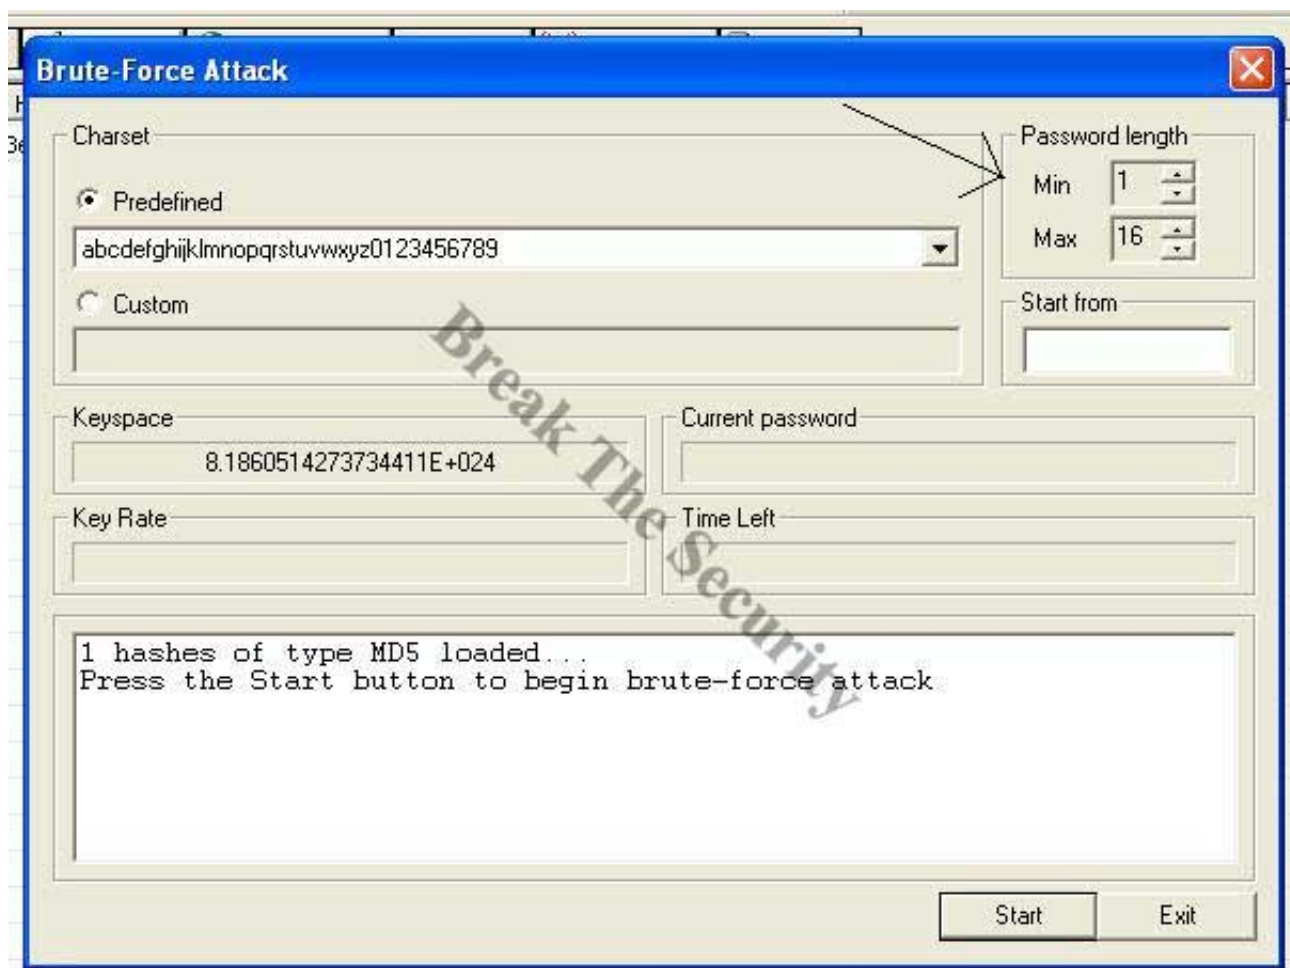 Brute-Force Attack
Charset
Predefined
abcdefghijklmnopqrstuvwxyz0123456789
Custom
Password length
Min 1
Max 16
Start from
Keyspace
8.1860514273734411E+024
Current password
Key Rate
Time Left
1 hashes of type MD5 loaded...
Press the Start button to begin brute-force attack
Start
Exit
Break The Security